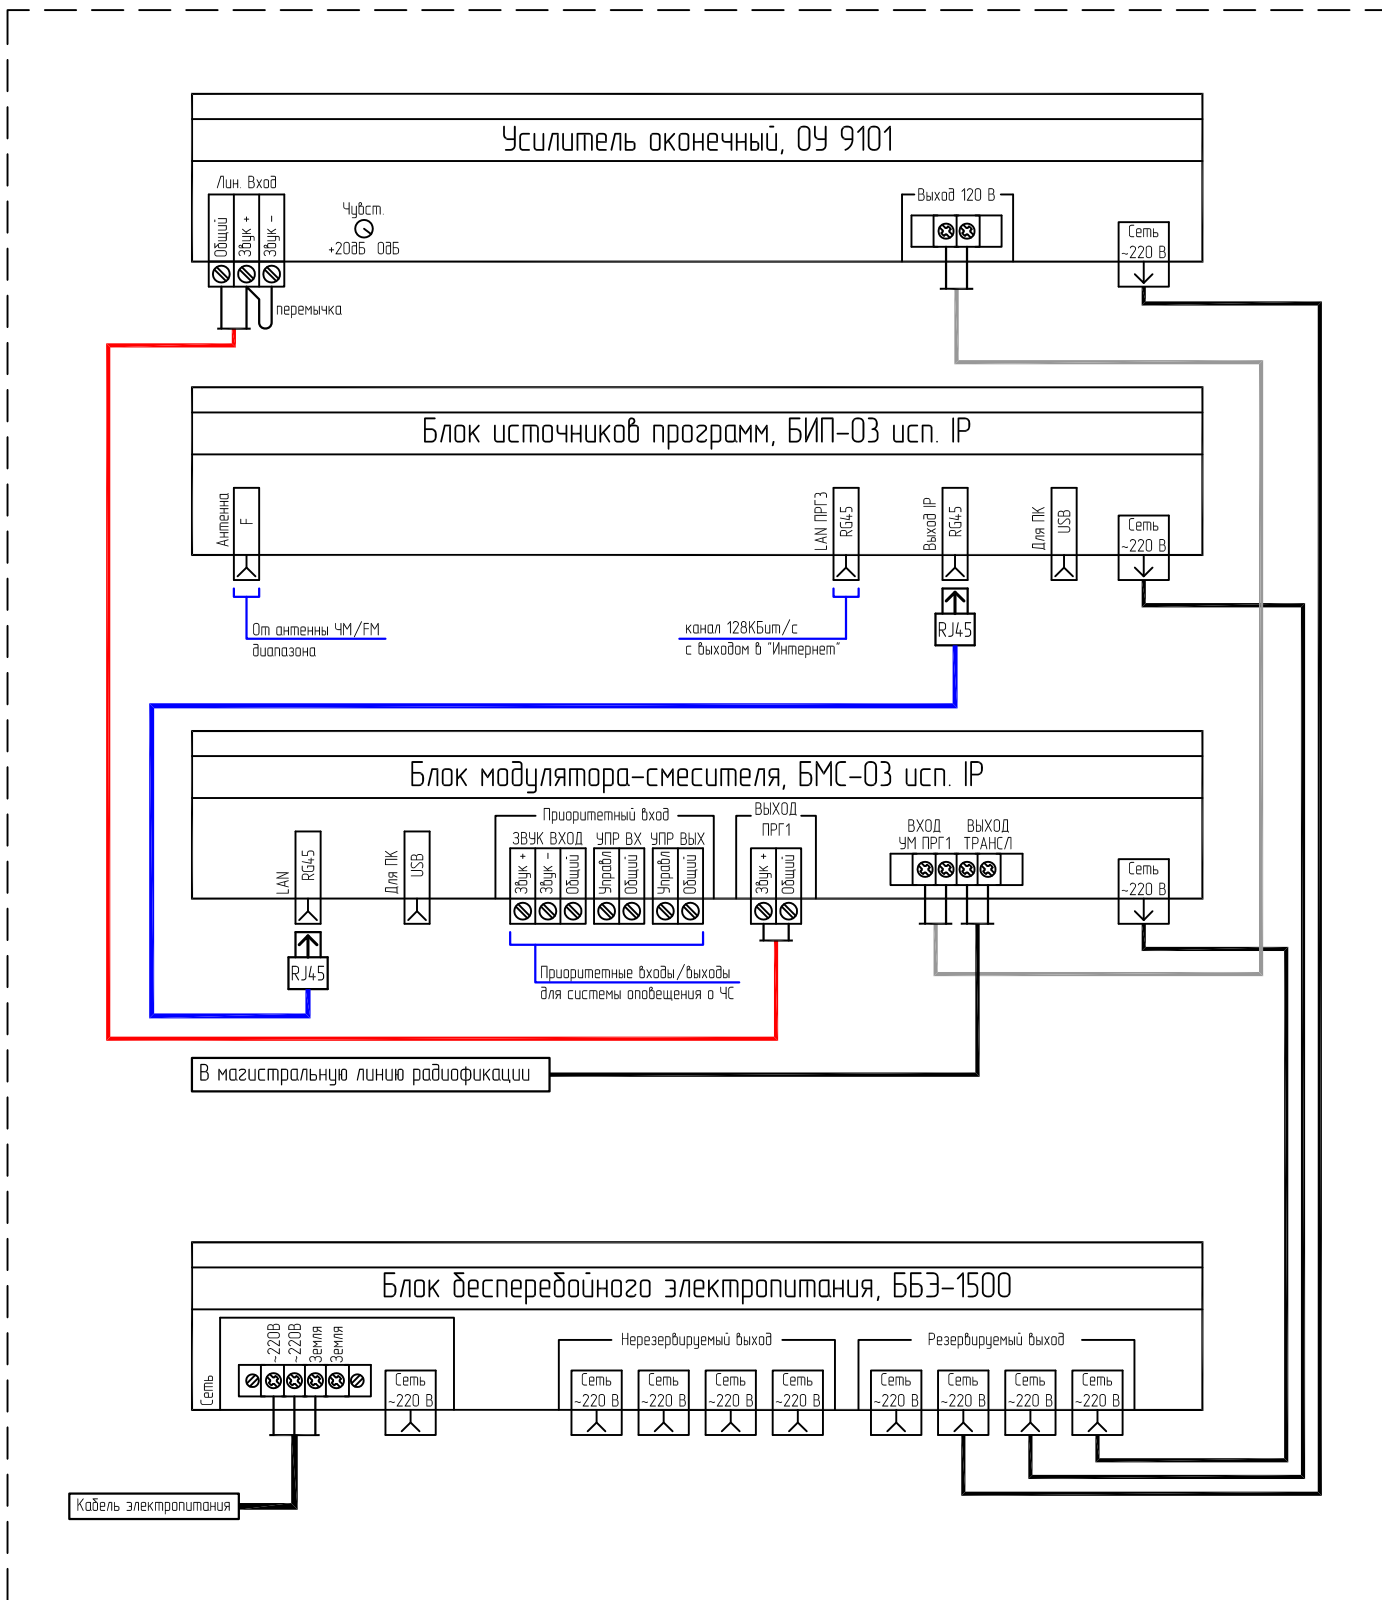 Усилитель оконечный, ОУ 9101
Лин. Вход
Общий
Звук +
Звук -
Чувст.
+20дБ 0дБ
Выход 120 В
Сеть
~220 В
перемычка
Блок источников программ, БИП-03 исп. IP
Антенна
F
LAN ПРГ3
RG45
Выход IP
RG45
Для ПК
USB
Сеть
~220 В
От антенны ЧМ/FM
диапазона
канал 128КБит/с
с выходом в "Интернет"
RJ45
Блок модулятора-смесителя, БМС-03 исп. IP
LAN
RG45
Для ПК
USB
Приоритетный вход
ЗВУК ВХОД
УПР ВХ
УПР ВЫХ
Звук +
Звук -
Общий
Управл
Общий
Управл
Общий
ВЫХОД
ПРГ1
Звук +
Общий
ВХОД
УМ ПРГ1
ВЫХОД
ТРАНСЛ
Сеть
~220 В
RJ45
Приоритетные входы/выходы
для системы оповещения о ЧС
В магистральную линию радиофикации
Блок бесперебойного электропитания, ББЭ-1500
Сеть
~220В
~220В
Земля
Земля
Сеть
~220 В
Нерезервируемый выход
Сеть
~220 В
Сеть
~220 В
Сеть
~220 В
Сеть
~220 В
Резервируемый выход
Сеть
~220 В
Сеть
~220 В
Сеть
~220 В
Сеть
~220 В
Кабель электропитания